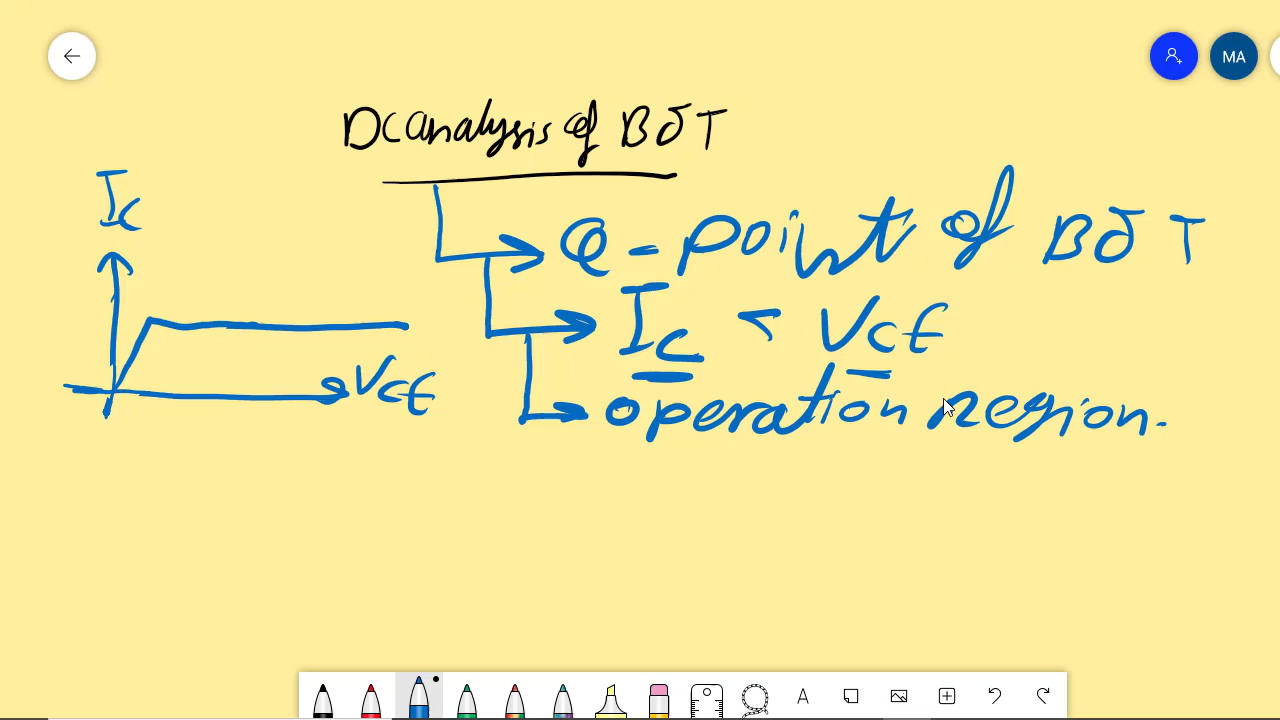 MA
DC analysis of BJT
Ic
Q - point of BJT
Ic < VCE
VCE
operation region.
A